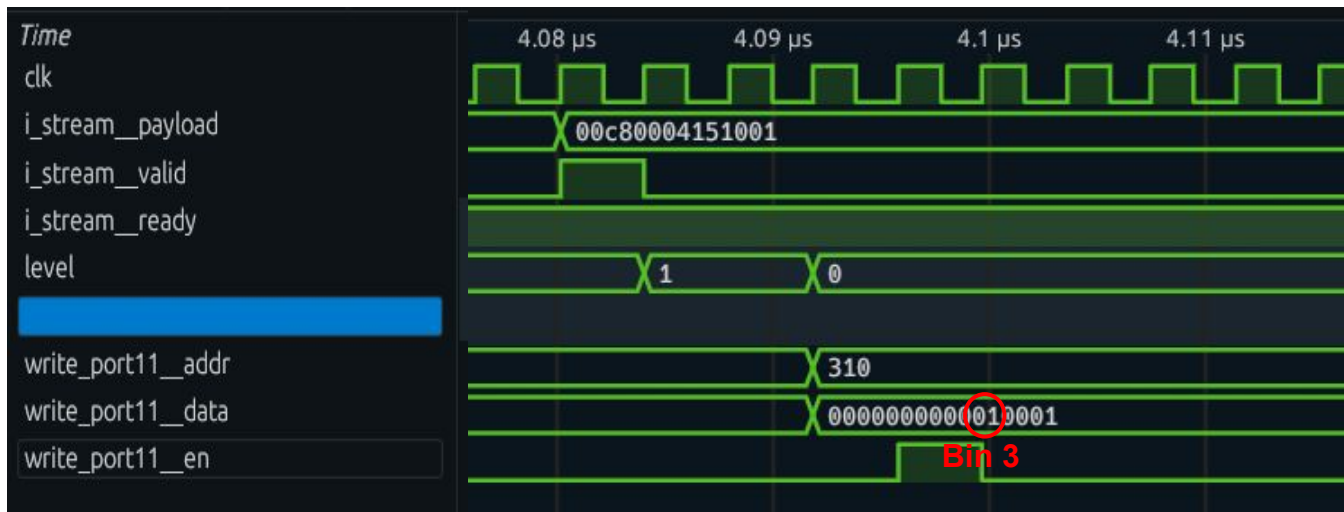 Time
4.08 µs 4.09 µs 4.1 µs 4.11 µs
clk
i_stream__payload 00c80004151001
i_stream__valid
i_stream__ready
level 1 0
write_port11__addr 310
write_port11__data 0000000000010001
write_port11__en Bin 3